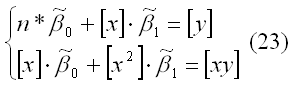 n*β̃₀ + [x]·β̃₁ = [y]
[x]·β̃₀ + [x²]·β̃₁ = [xy]
(23)